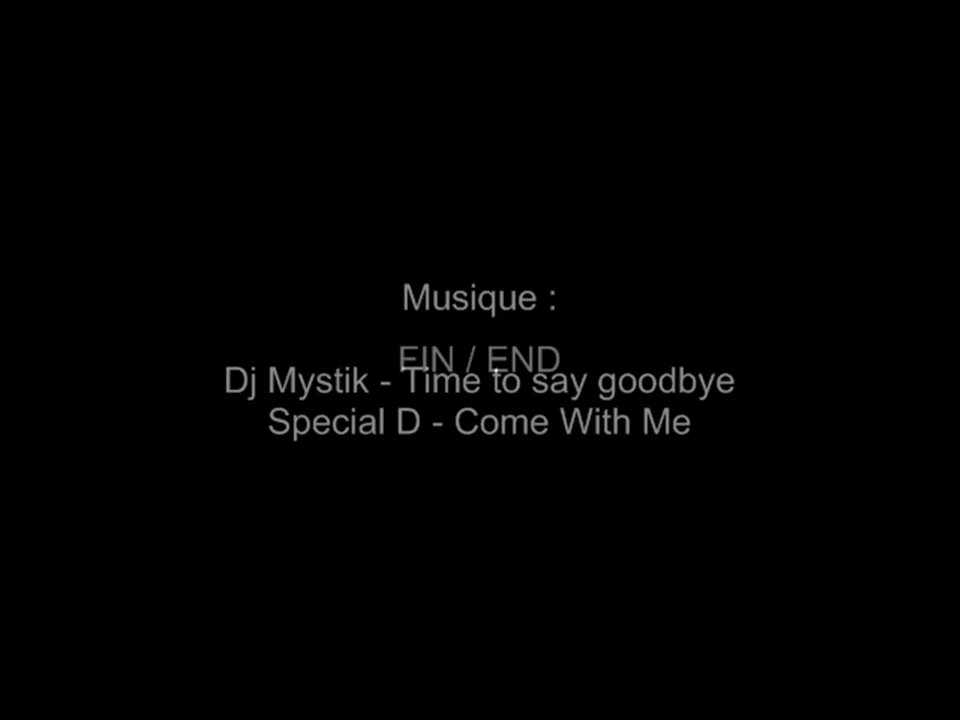 Musique :
FIN / END
Dj Mystik - Time to say goodbye
Special D - Come With Me